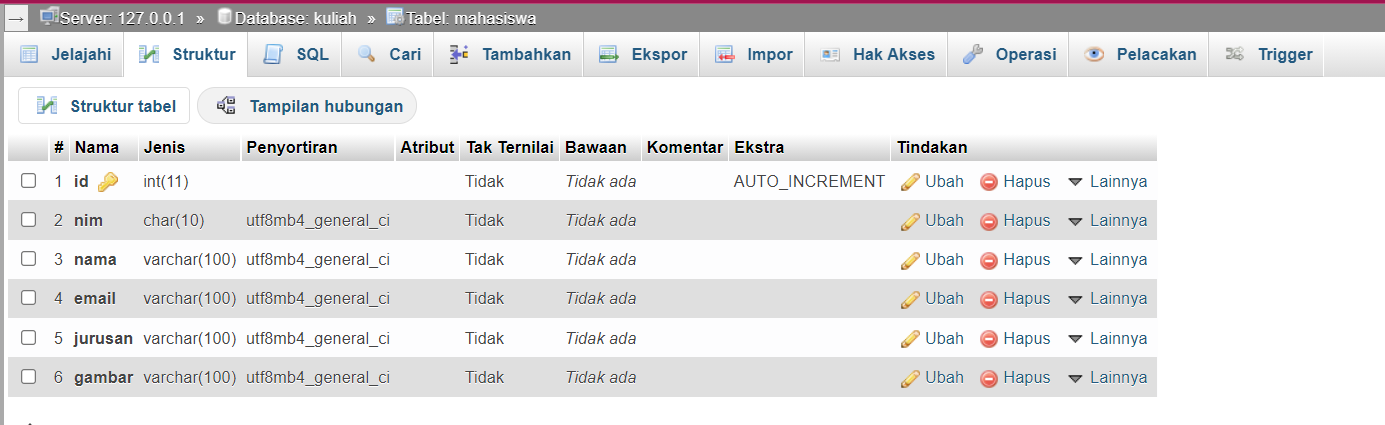 Server: 127.0.0.1 » Database: kuliah » Tabel: mahasiswa
Jelajahi Struktur SQL Cari Tambahkan Ekspor Impor Hak Akses Operasi Pelacakan Trigger
Struktur tabel Tampilan hubungan
# Nama Jenis Penyortiran Atribut Tak Ternilai Bawaan Komentar Ekstra Tindakan
1 id int(11) Tidak Tidak ada AUTO_INCREMENT Ubah Hapus Lainnya
2 nim char(10) utf8mb4_general_ci Tidak Tidak ada Ubah Hapus Lainnya
3 nama varchar(100) utf8mb4_general_ci Tidak Tidak ada Ubah Hapus Lainnya
4 email varchar(100) utf8mb4_general_ci Tidak Tidak ada Ubah Hapus Lainnya
5 jurusan varchar(100) utf8mb4_general_ci Tidak Tidak ada Ubah Hapus Lainnya
6 gambar varchar(100) utf8mb4_general_ci Tidak Tidak ada Ubah Hapus Lainnya